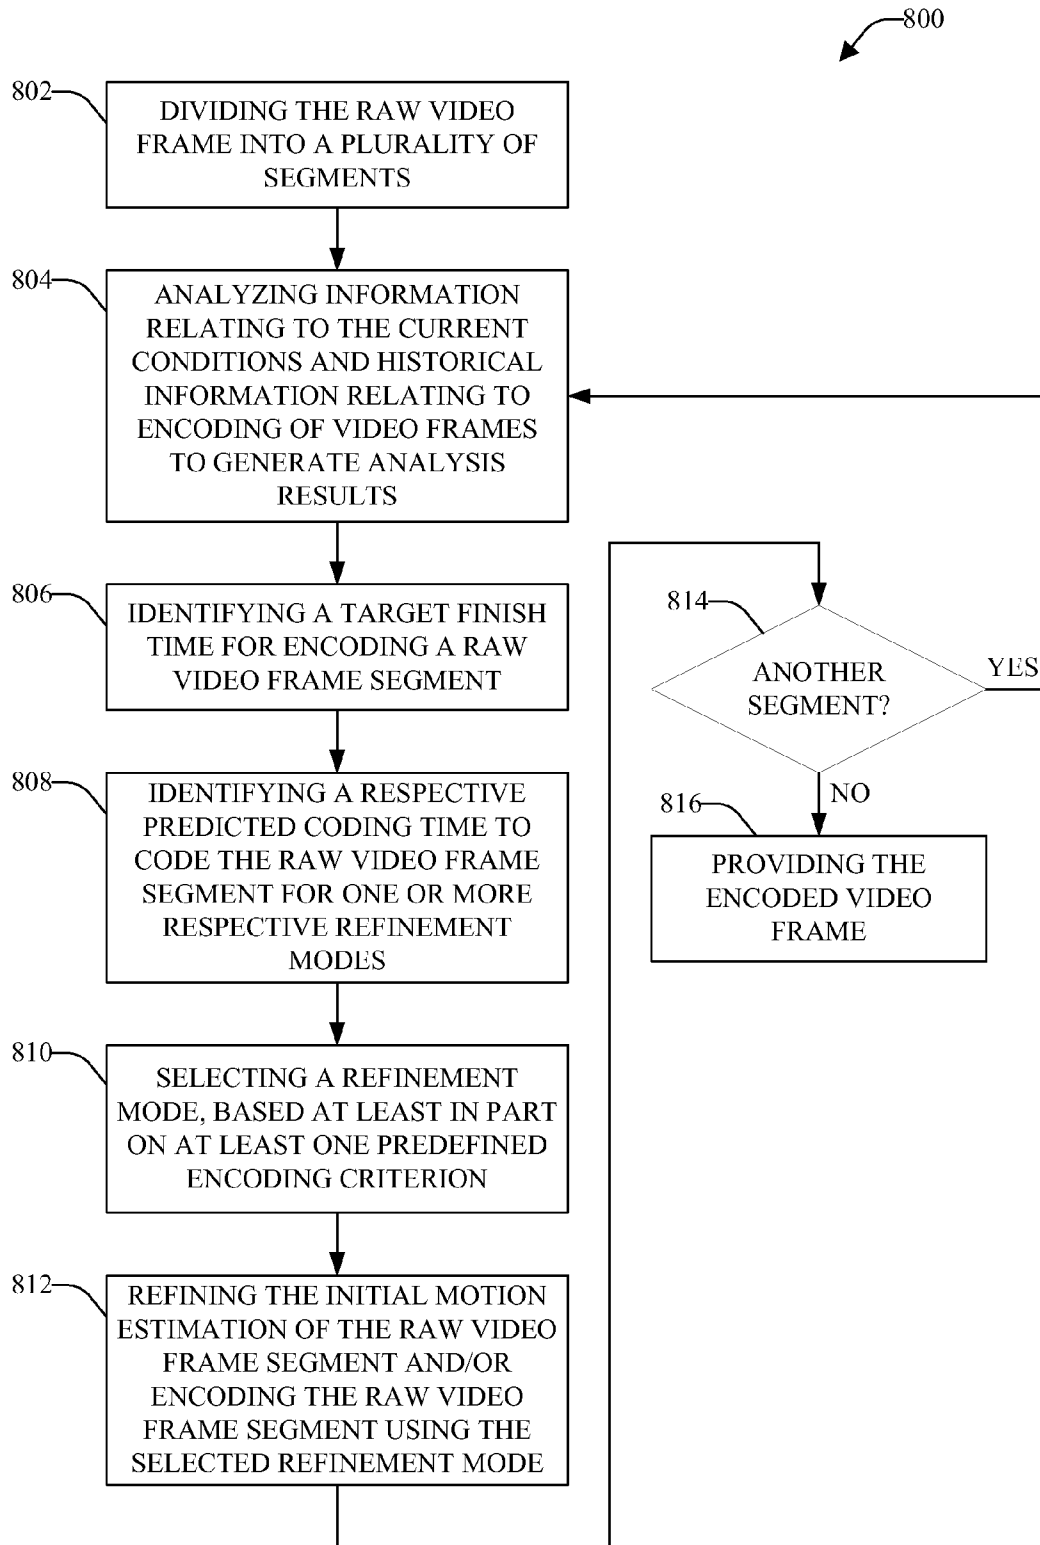 800
802
DIVIDING THE RAW VIDEO
FRAME INTO A PLURALITY OF
SEGMENTS
804
ANALYZING INFORMATION
RELATING TO THE CURRENT
CONDITIONS AND HISTORICAL
INFORMATION RELATING TO
ENCODING OF VIDEO FRAMES
TO GENERATE ANALYSIS
RESULTS
806
IDENTIFYING A TARGET FINISH
TIME FOR ENCODING A RAW
VIDEO FRAME SEGMENT
808
IDENTIFYING A RESPECTIVE
PREDICTED CODING TIME TO
CODE THE RAW VIDEO FRAME
SEGMENT FOR ONE OR MORE
RESPECTIVE REFINEMENT
MODES
810
SELECTING A REFINEMENT
MODE, BASED AT LEAST IN PART
ON AT LEAST ONE PREDEFINED
ENCODING CRITERION
812
REFINING THE INITIAL MOTION
ESTIMATION OF THE RAW VIDEO
FRAME SEGMENT AND/OR
ENCODING THE RAW VIDEO
FRAME SEGMENT USING THE
SELECTED REFINEMENT MODE
814
ANOTHER
SEGMENT?
YES
NO
816
PROVIDING THE
ENCODED VIDEO
FRAME